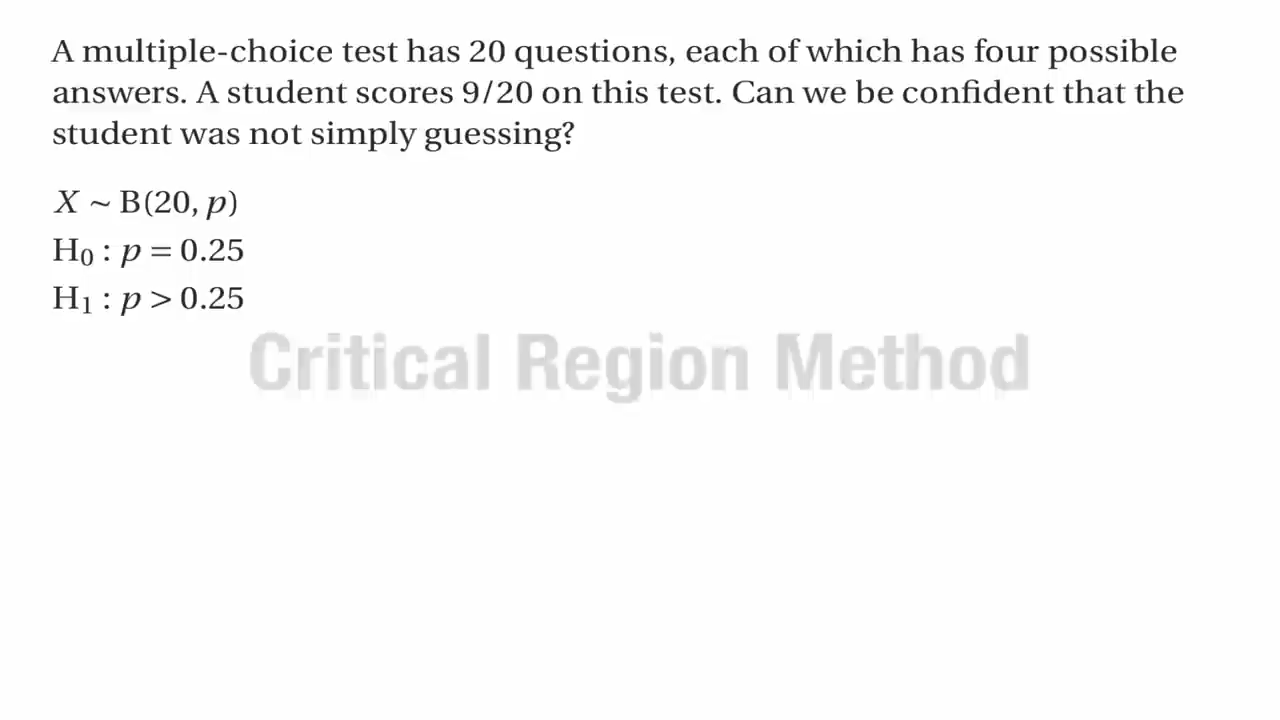 A multiple-choice test has 20 questions, each of which has four possible
answers. A student scores 9/20 on this test. Can we be confident that the
student was not simply guessing?
X ~ B(20, p)
H₀ : p = 0.25
H₁ : p > 0.25
Critical Region Method